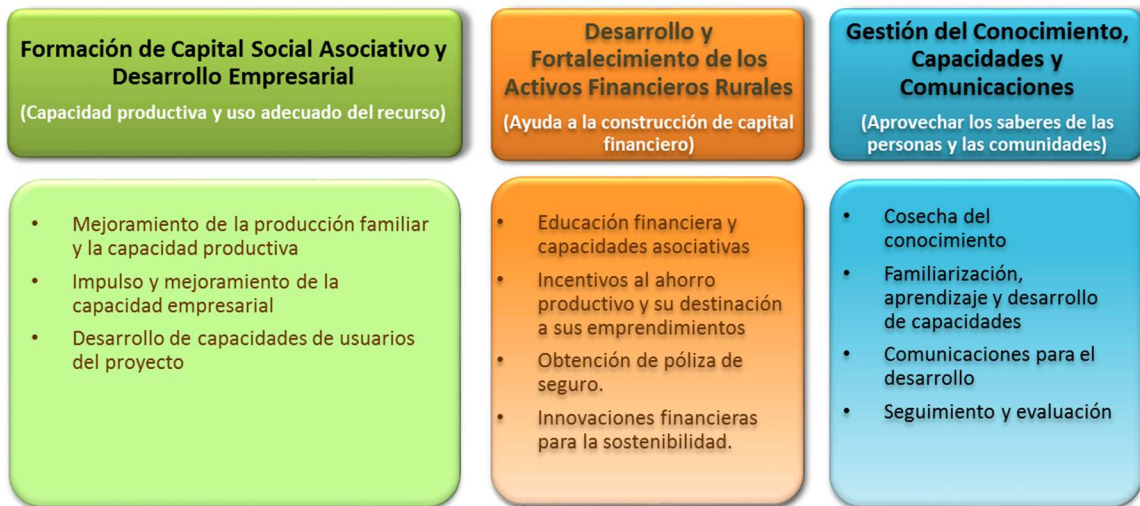 Formación de Capital Social Asociativo y
Desarrollo Empresarial
(Capacidad productiva y uso adecuado del recurso)
• Mejoramiento de la producción familiar
y la capacidad productiva
• Impulso y mejoramiento de la
capacidad empresarial
• Desarrollo de capacidades de usuarios
del proyecto
Desarrollo y
Fortalecimiento de los
Activos Financieros Rurales
(Ayuda a la construcción de capital
financiero)
• Educación financiera y
capacidades asociativas
• Incentivos al ahorro
productivo y su destinación
a sus emprendimientos
• Obtención de póliza de
seguro.
• Innovaciones financieras
para la sostenibilidad.
Gestión del Conocimiento,
Capacidades y
Comunicaciones
(Aprovechar los saberes de las
personas y las comunidades)
• Cosecha del
conocimiento
• Familiarización,
aprendizaje y desarrollo
de capacidades
• Comunicaciones para el
desarrollo
• Seguimiento y evaluación